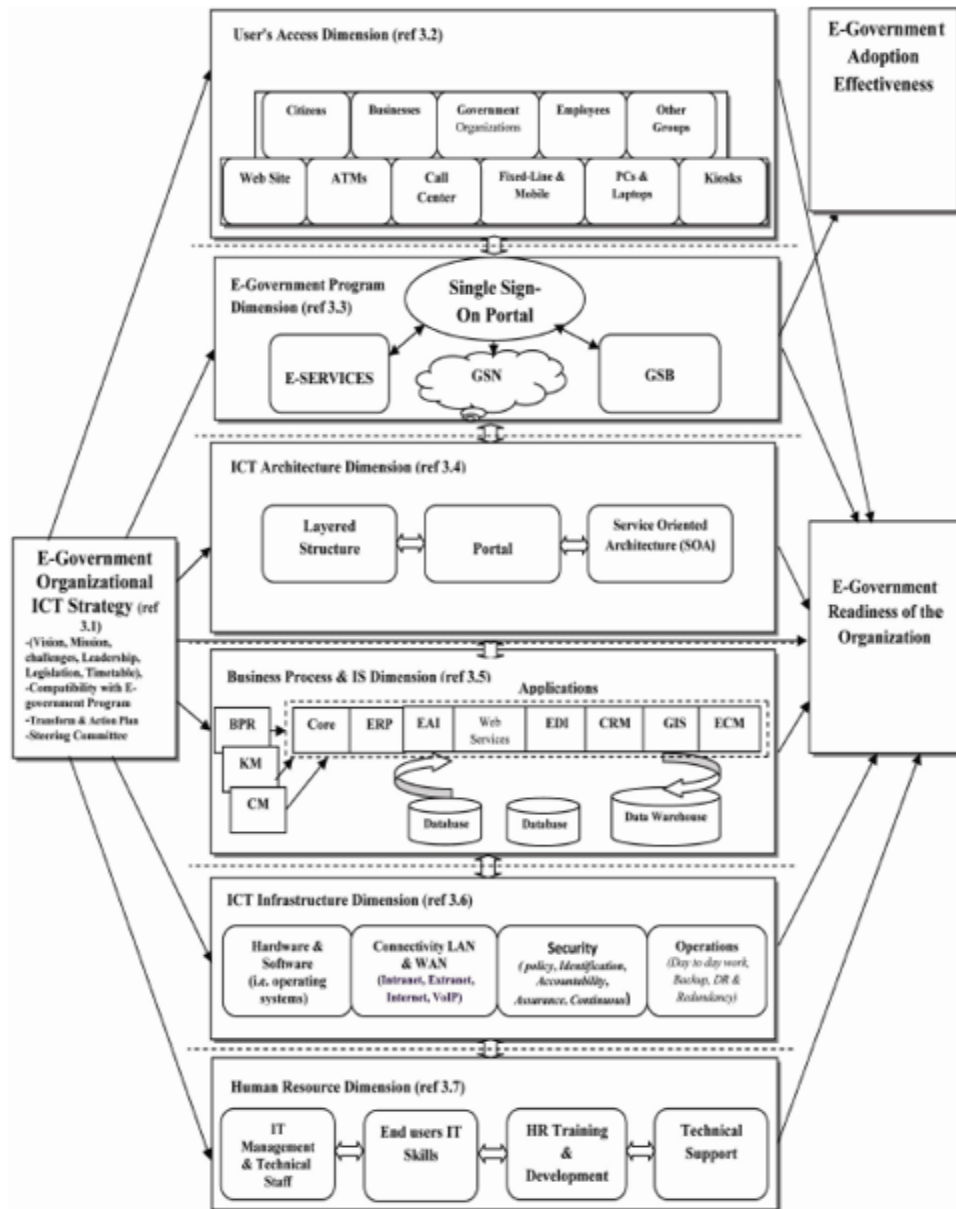 User's Access Dimension (ref 3.2)
Citizens
Businesses
Government
Organizations
Employees
Other
Groups
Web Site
ATMs
Call
Center
Fixed-Line &
Mobile
PCs &
Laptops
Kiosks
E-Government
Adoption
Effectiveness
E-Government Program
Dimension (ref 3.3)
Single Sign-
On Portal
E-SERVICES
GSN
GSB
ICT Architecture Dimension (ref 3.4)
Layered
Structure
Portal
Service Oriented
Architecture (SOA)
E-Government
Organizational
ICT Strategy (ref
3.1)
-(Vision, Mission,
challenges, Leadership,
Legislation, Timetable),
-Compatibility with E-
government Program
-Transform & Action Plan
-Steering Committee
E-Government
Readiness of the
Organization
Business Process & IS Dimension (ref 3.5)
Applications
BPR
KM
CM
Core
ERP
EAI
Web
Services
EDI
CRM
GIS
ECM
Database
Database
Data Warehouse
ICT Infrastructure Dimension (ref 3.6)
Hardware &
Software
(i.e. operating
systems)
Connectivity LAN
& WAN
(Intranet, Extranet,
Internet, VoIP)
Security
( policy, Identification,
Accountability,
Assurance, Continuous)
Operations
(Day to day work,
Backup, DR &
Redundancy)
Human Resource Dimension (ref 3.7)
IT
Management
& Technical
Staff
End users IT
Skills
HR Training
&
Development
Technical
Support